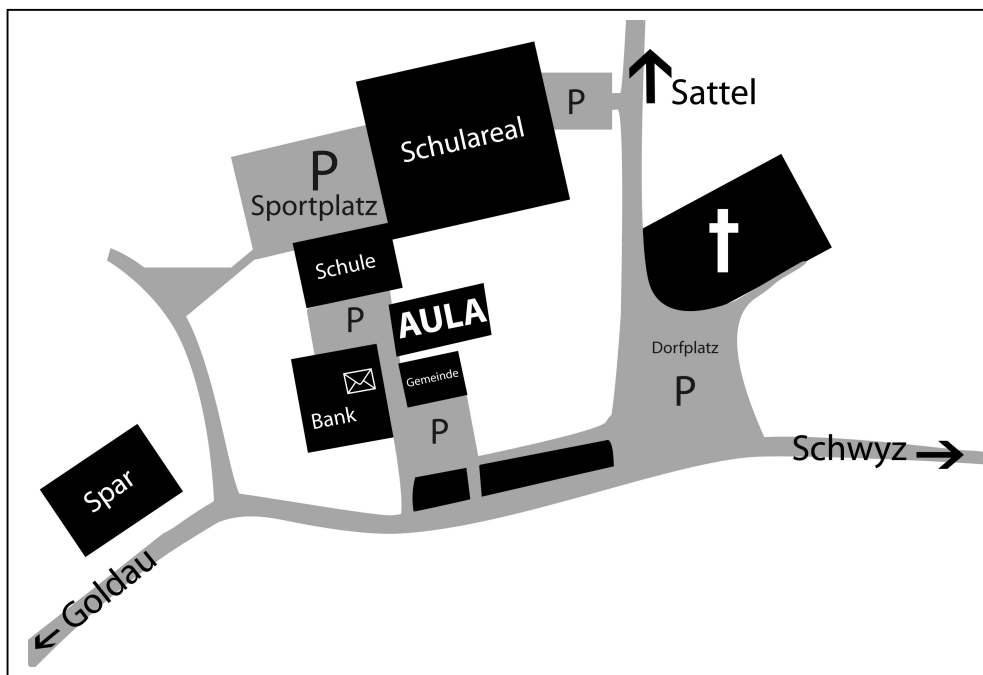 Sattel
P
Schulareal
P
Sportplatz
Schule
P
AULA
Dorfplatz
P
Gemeinde
Bank
P
Schwyz
Spar
Goldau